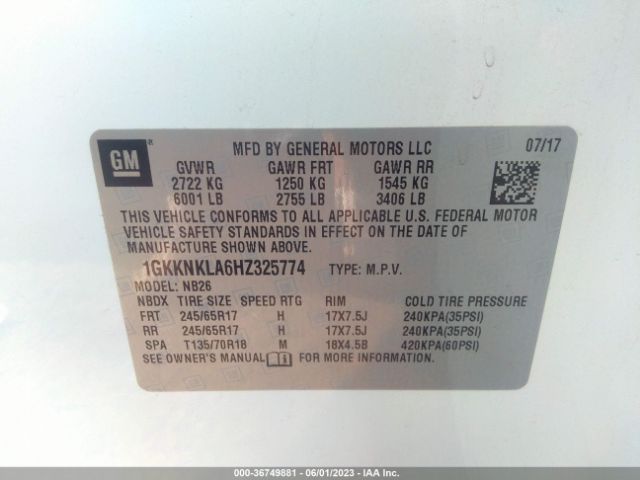 GM ®
MFD BY GENERAL MOTORS LLC 07/17
GVWR GAWR FRT GAWR RR
2722 KG 1250 KG 1545 KG
6001 LB 2755 LB 3406 LB
THIS VEHICLE CONFORMS TO ALL APPLICABLE U.S. FEDERAL MOTOR
VEHICLE SAFETY STANDARDS IN EFFECT ON THE DATE OF
MANUFACTURE SHOWN ABOVE.
1GKKNKLA6HZ325774 TYPE: M.P.V.
MODEL: NB26
NBDX TIRE SIZE SPEED RTG RIM COLD TIRE PRESSURE
FRT 245/65R17 H 17X7.5J 240KPA(35PSI)
RR 245/65R17 H 17X7.5J 240KPA(35PSI)
SPA T135/70R18 M 18X4.5B 420KPA(60PSI)
SEE OWNER'S MANUAL FOR MORE INFORMATION
000-36749881 - 06/01/2023 - IAA Inc.